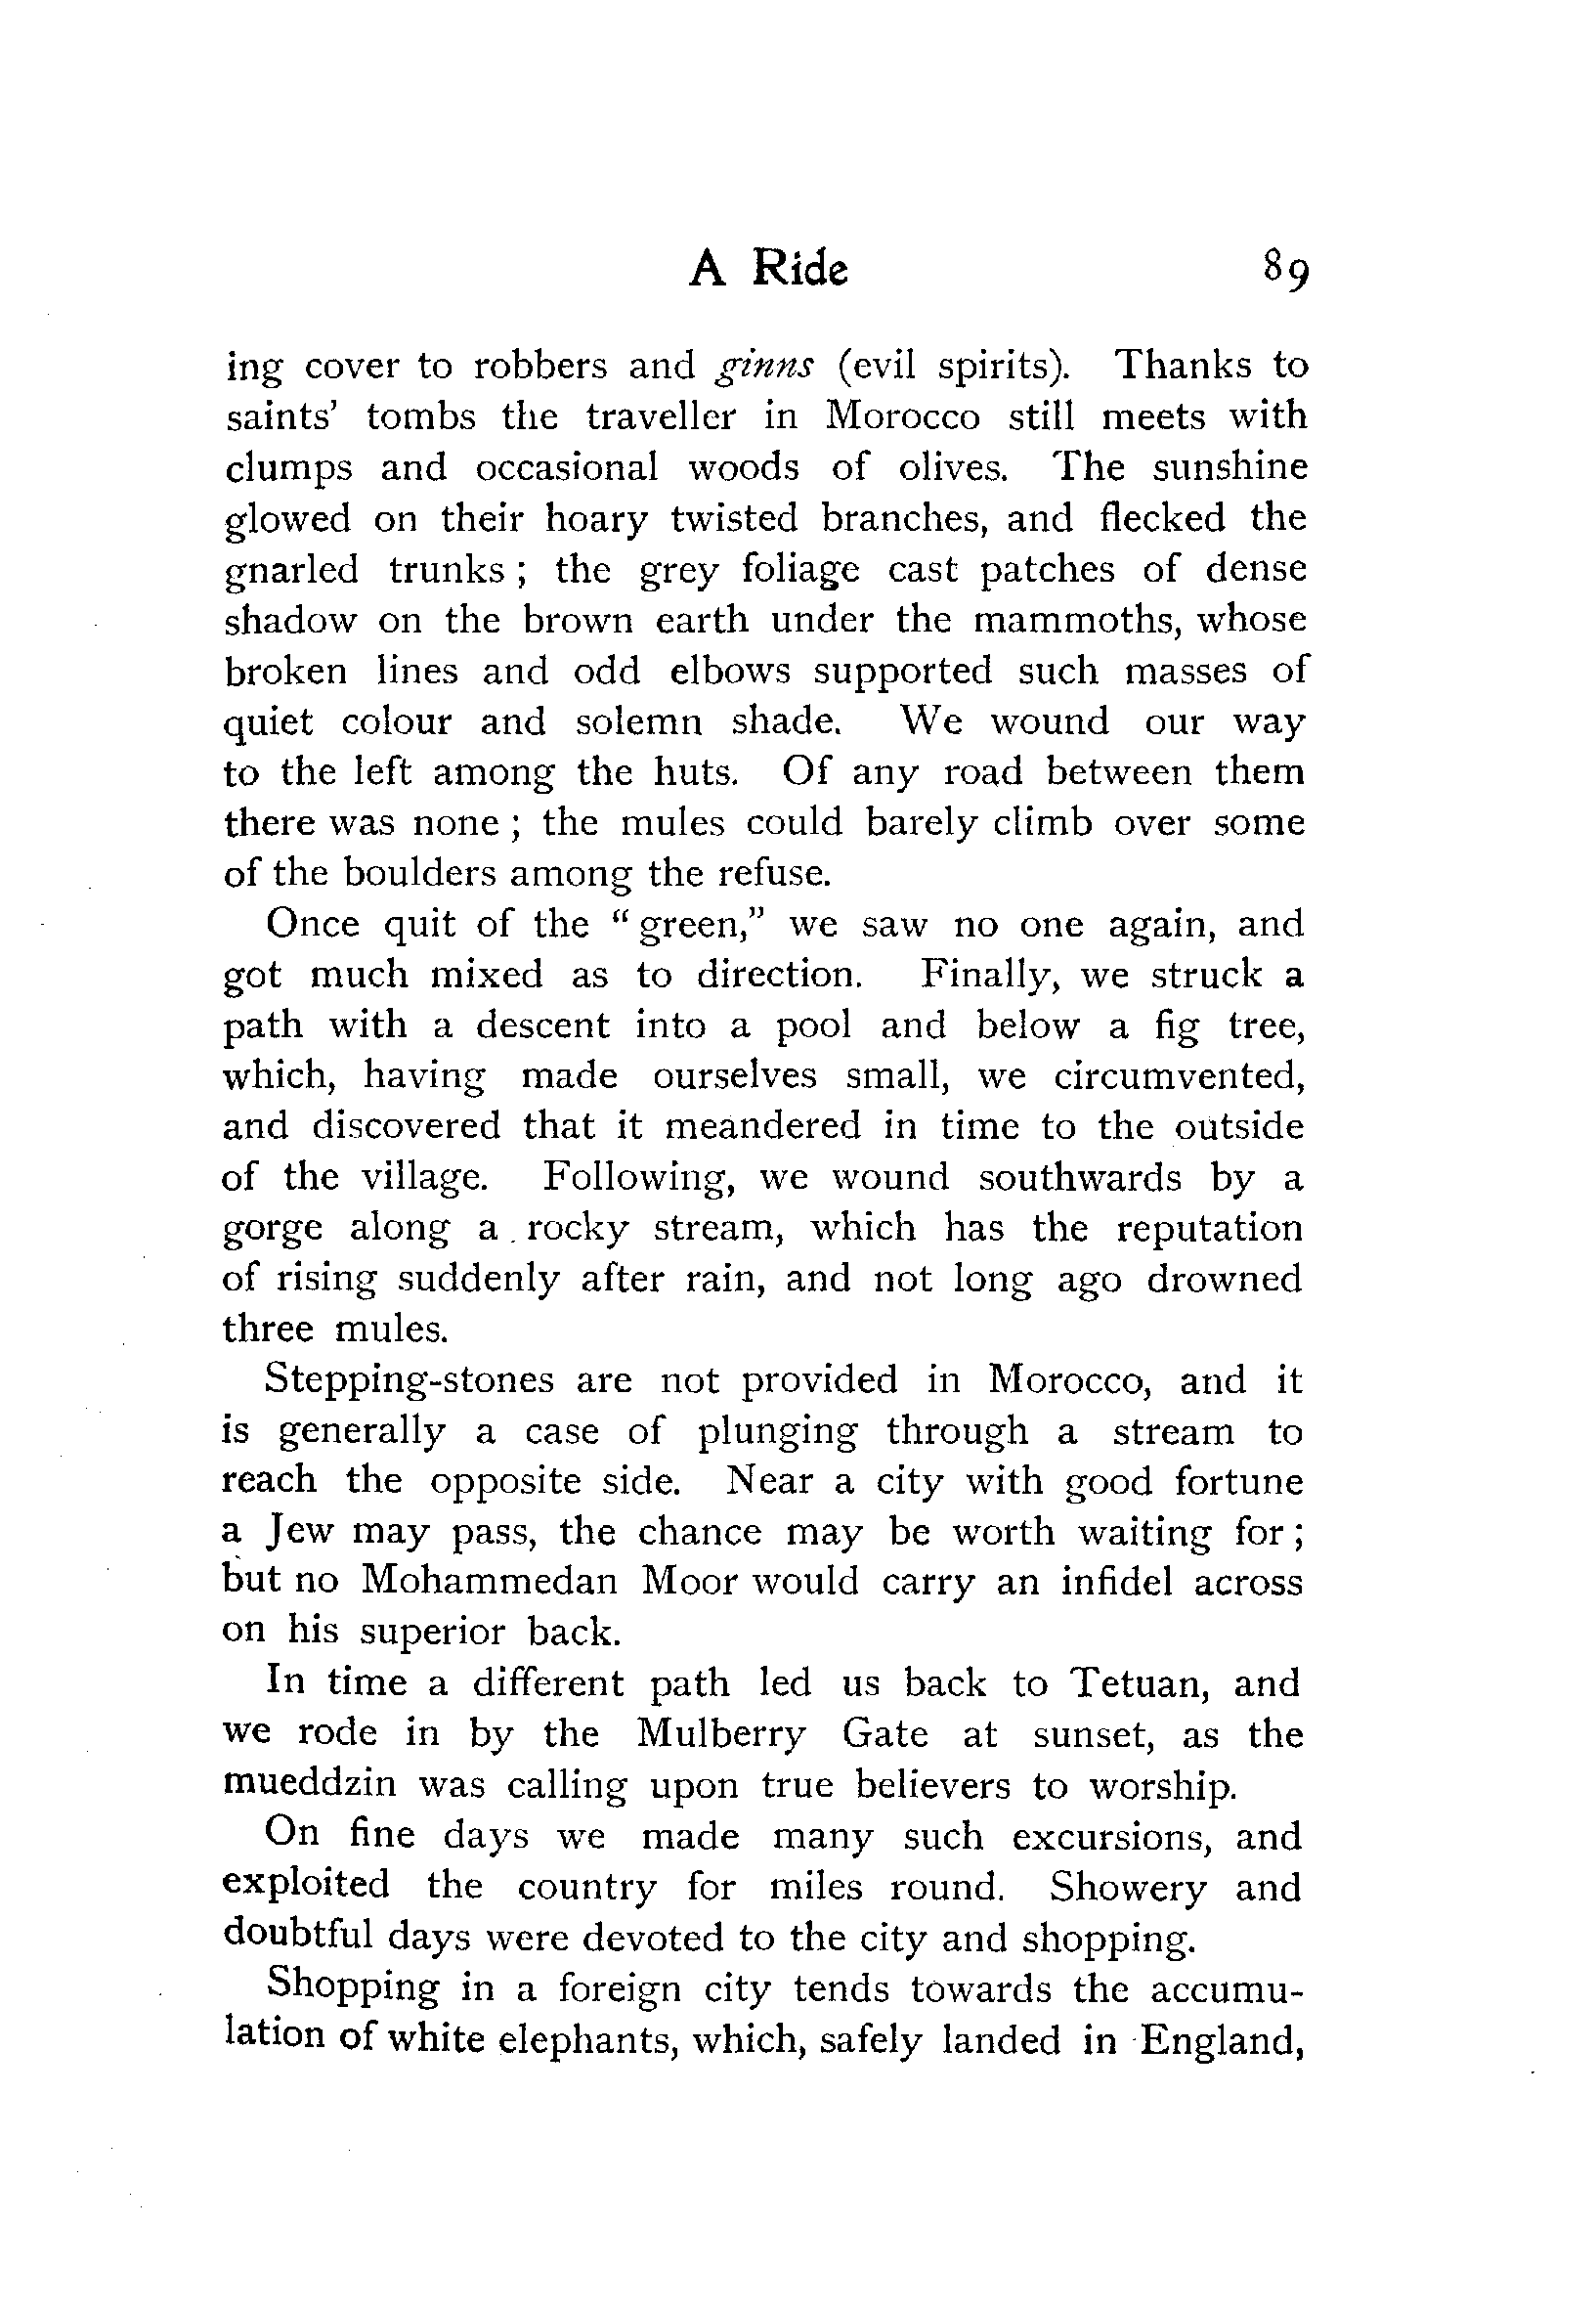 A Ride 89
ing cover to robbers and ginns (evil spirits). Thanks to
saints' tombs the traveller in Morocco still meets with
clumps and occasional woods of olives. The sunshine
glowed on their hoary twisted branches, and flecked the
gnarled trunks ; the grey foliage cast patches of dense
shadow on the brown earth under the mammoths, whose
broken lines and odd elbows supported such masses of
quiet colour and solemn shade. We wound our way
to the left among the huts. Of any road between them
there was none ; the mules could barely climb over some
of the boulders among the refuse.
Once quit of the “ green,” we saw no one again, and
got much mixed as to direction. Finally, we struck a
path with a descent into a pool and below a fig tree,
which, having made ourselves small, we circumvented,
and discovered that it meandered in time to the outside
of the village. Following, we wound southwards by a
gorge along a rocky stream, which has the reputation
of rising suddenly after rain, and not long ago drowned
three mules.
Stepping-stones are not provided in Morocco, and it
is generally a case of plunging through a stream to
reach the opposite side. Near a city with good fortune
a Jew may pass, the chance may be worth waiting for ;
but no Mohammedan Moor would carry an infidel across
on his superior back.
In time a different path led us back to Tetuan, and
we rode in by the Mulberry Gate at sunset, as the
mueddzin was calling upon true believers to worship.
On fine days we made many such excursions, and
exploited the country for miles round. Showery and
doubtful days were devoted to the city and shopping.
Shopping in a foreign city tends towards the accumu-
lation of white elephants, which, safely landed in England,